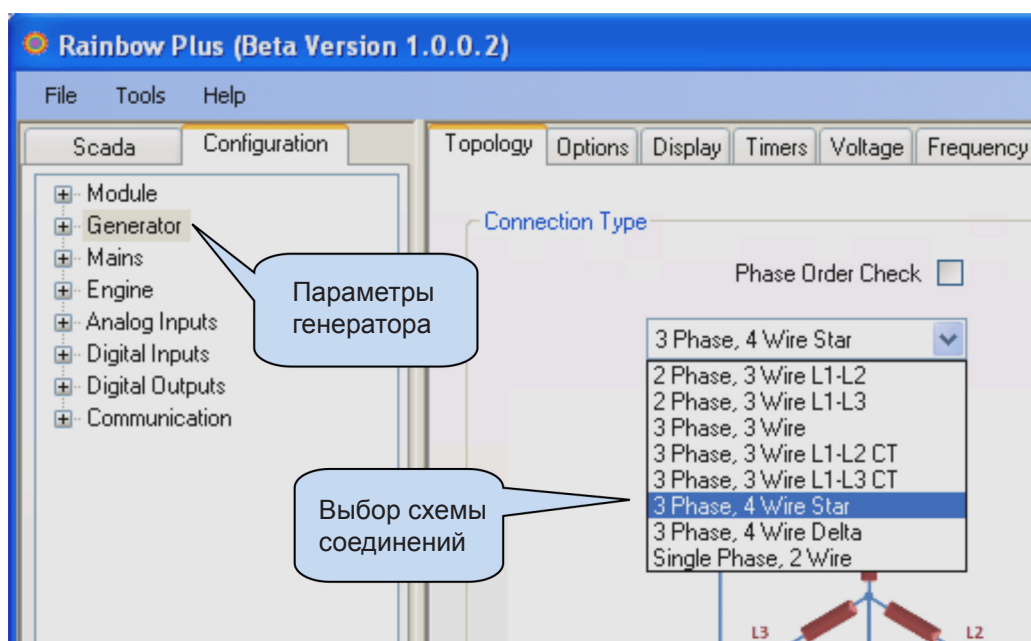 Rainbow Plus (Beta Version 1.0.0.2)
File Tools Help
Scada Configuration
Module
Generator
Mains
Engine
Analog Inputs
Digital Inputs
Digital Outputs
Communication
Параметры
генератора
Topology Options Display Timers Voltage Frequency
Connection Type
Phase Order Check
3 Phase, 4 Wire Star
2 Phase, 3 Wire L1-L2
2 Phase, 3 Wire L1-L3
3 Phase, 3 Wire
3 Phase, 3 Wire L1-L2 CT
3 Phase, 3 Wire L1-L3 CT
3 Phase, 4 Wire Star
3 Phase, 4 Wire Delta
Single Phase, 2 Wire
Выбор схемы
соединений
L3 L2